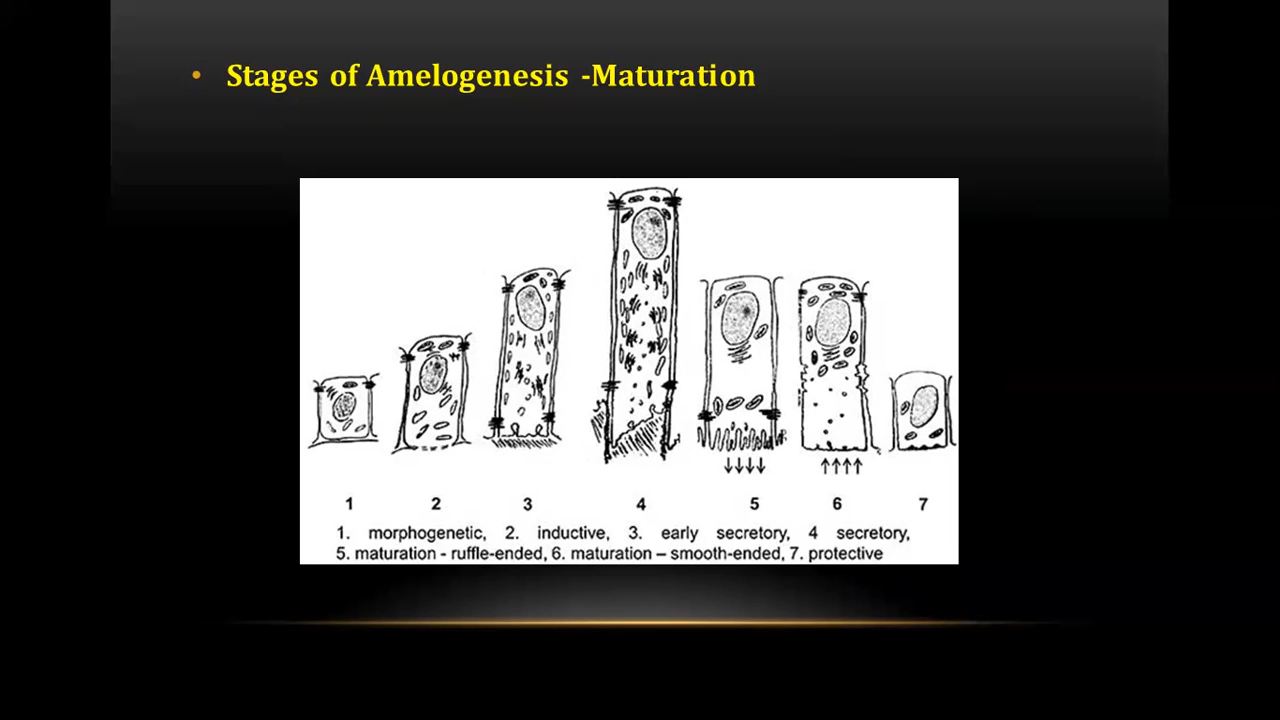 • Stages of Amelogenesis -Maturation
1 2 3 4 5 6 7
1. morphogenetic, 2. inductive, 3. early secretory, 4 secretory,
5. maturation - ruffle-ended, 6. maturation – smooth-ended, 7. protective